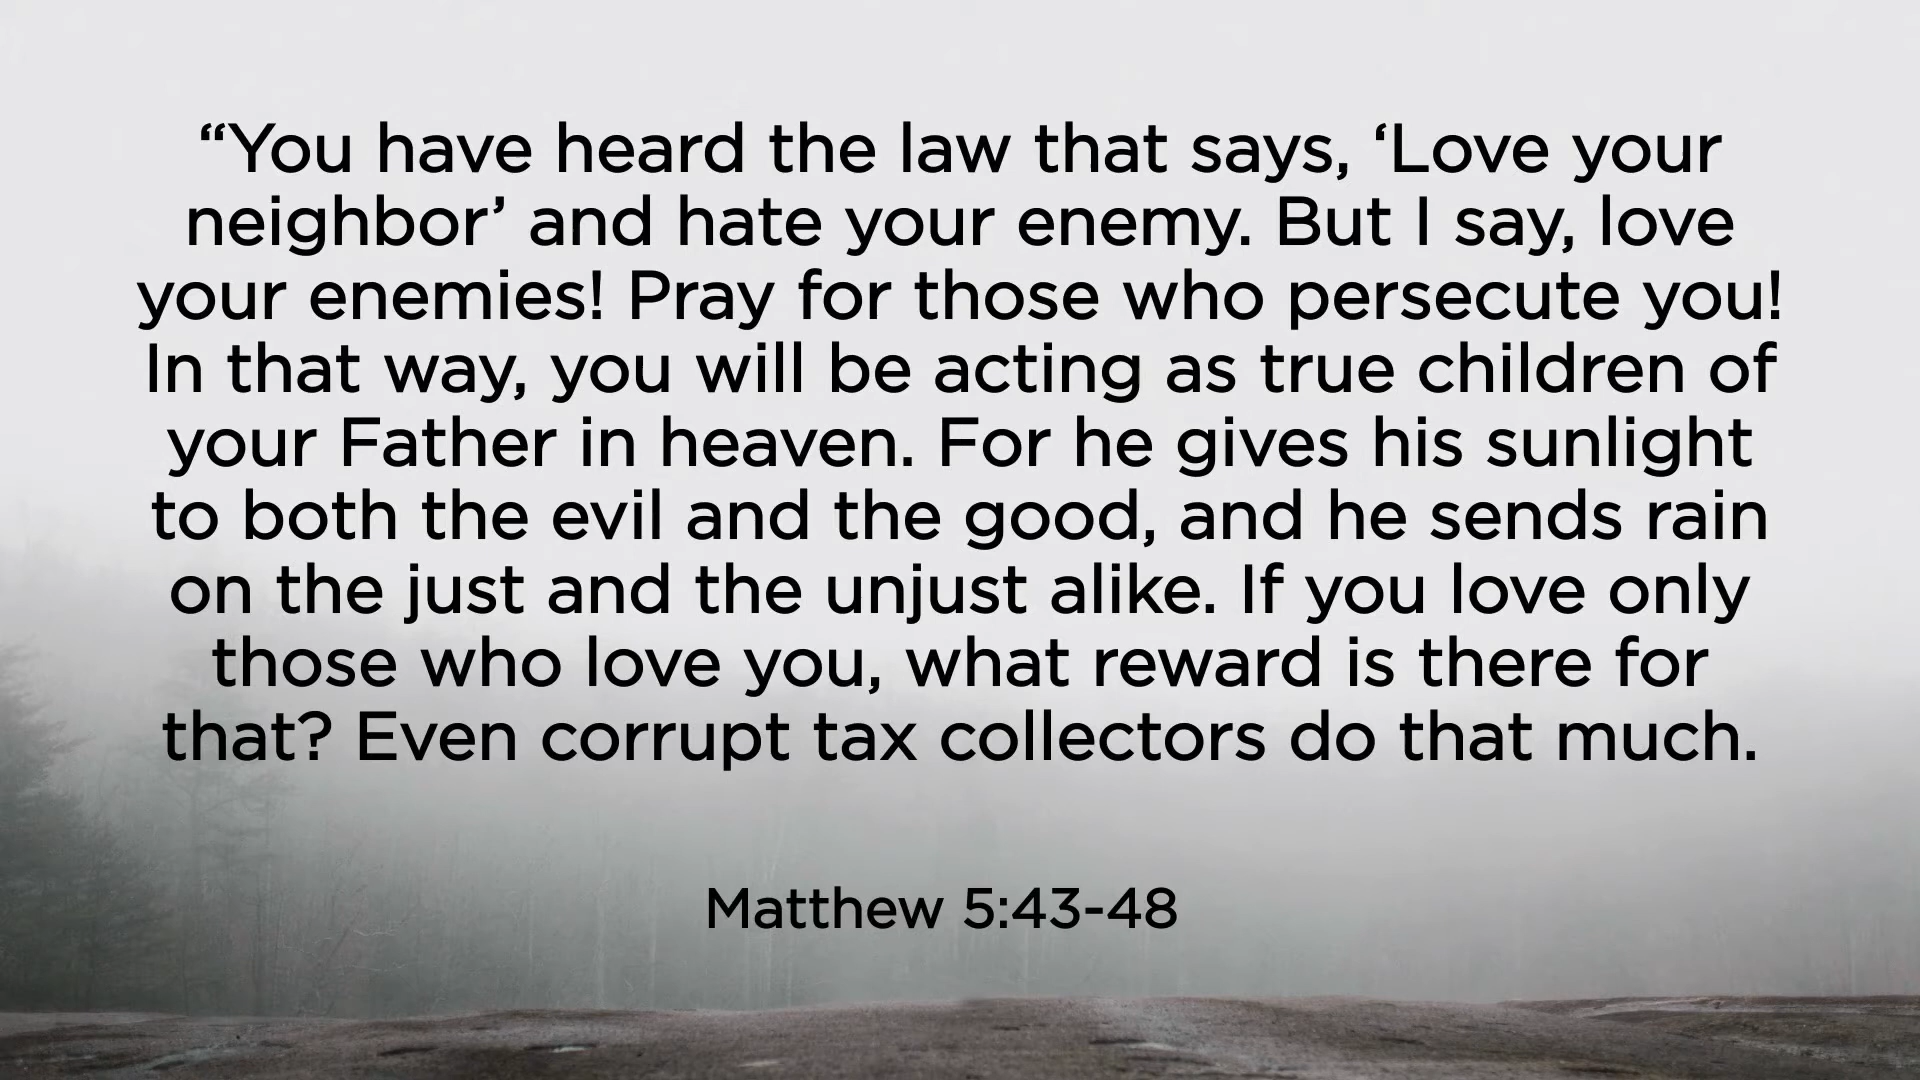 “You have heard the law that says, ‘Love your
neighbor’ and hate your enemy. But I say, love
your enemies! Pray for those who persecute you!
In that way, you will be acting as true children of
your Father in heaven. For he gives his sunlight
to both the evil and the good, and he sends rain
on the just and the unjust alike. If you love only
those who love you, what reward is there for
that? Even corrupt tax collectors do that much.
Matthew 5:43-48